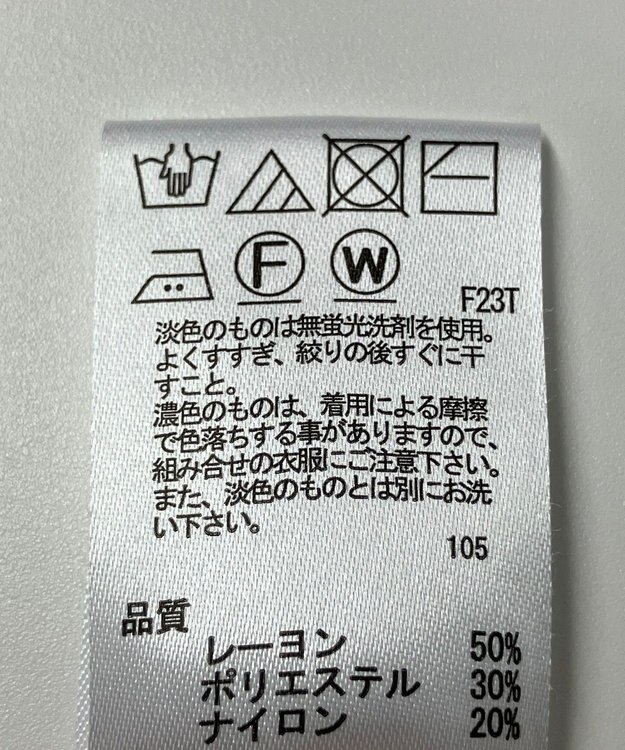 F W
F23T
淡色のものは無蛍光洗剤を使用。
よくすすぎ、絞りの後すぐに干
すこと。
濃色のものは、着用による摩擦
で色落ちする事がありますので、
組み合せの衣服にご注意下さい。
また、淡色のものとは別にお洗
い下さい。
105
品質
レーヨン 50%
ポリエステル 30%
ナイロン 20%